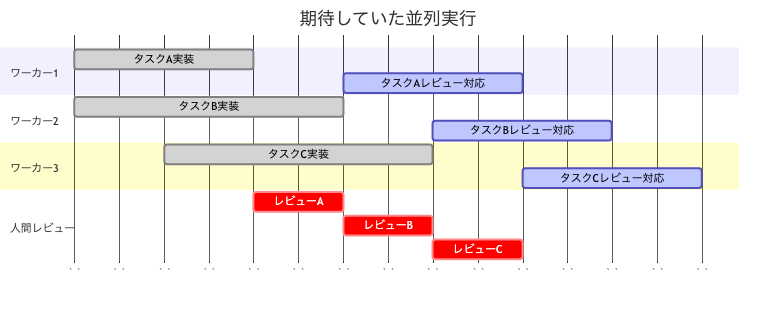 期待していた並列実行
ワーカー1
タスクA実装
タスクAレビュー対応
ワーカー2
タスクB実装
タスクBレビュー対応
ワーカー3
タスクC実装
タスクCレビュー対応
人間レビュー
レビューA
レビューB
レビューC